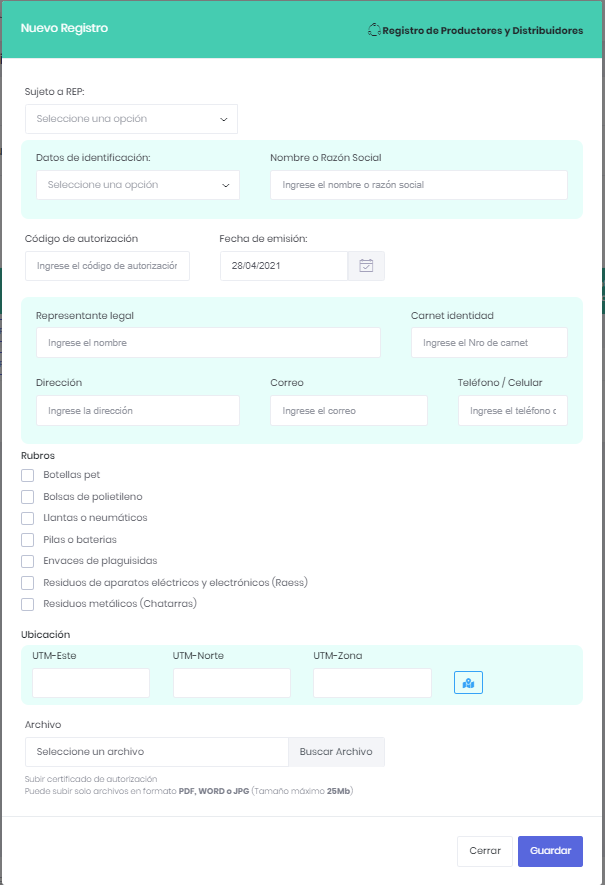 Nuevo Registro
Registro de Productores y Distribuidores
Sujeto a REP:
Seleccione una opción
Datos de identificación:
Nombre o Razón Social
Seleccione una opción
Ingrese el nombre o razón social
Código de autorización
Fecha de emisión:
Ingrese el código de autorización
28/04/2021
Representante legal
Carnet identidad
Ingrese el nombre
Ingrese el Nro de carnet
Dirección
Correo
Teléfono / Celular
Ingrese la dirección
Ingrese el correo
Ingrese el teléfono c
Rubros
Botellas pet
Bolsas de polietileno
Llantas o neumáticos
Pilas o baterias
Envaces de plaguisidas
Residuos de aparatos eléctricos y electrónicos (Raess)
Residuos metálicos (Chatarras)
Ubicación
UTM-Este
UTM-Norte
UTM-Zona
Archivo
Seleccione un archivo
Buscar Archivo
Subir certificado de autorización
Puede subir solo archivos en formato PDF, WORD o JPG (Tamaño máximo 25Mb)
Cerrar
Guardar